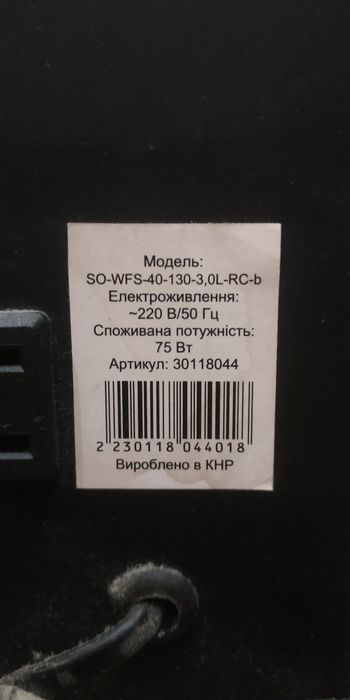 Модель:
SO-WFS-40-130-3,0L-RC-b
Електроживлення:
~220 В/50 Гц
Споживана потужність:
75 Вт
Артикул: 30118044
2 230118 044018
Вироблено в КНР